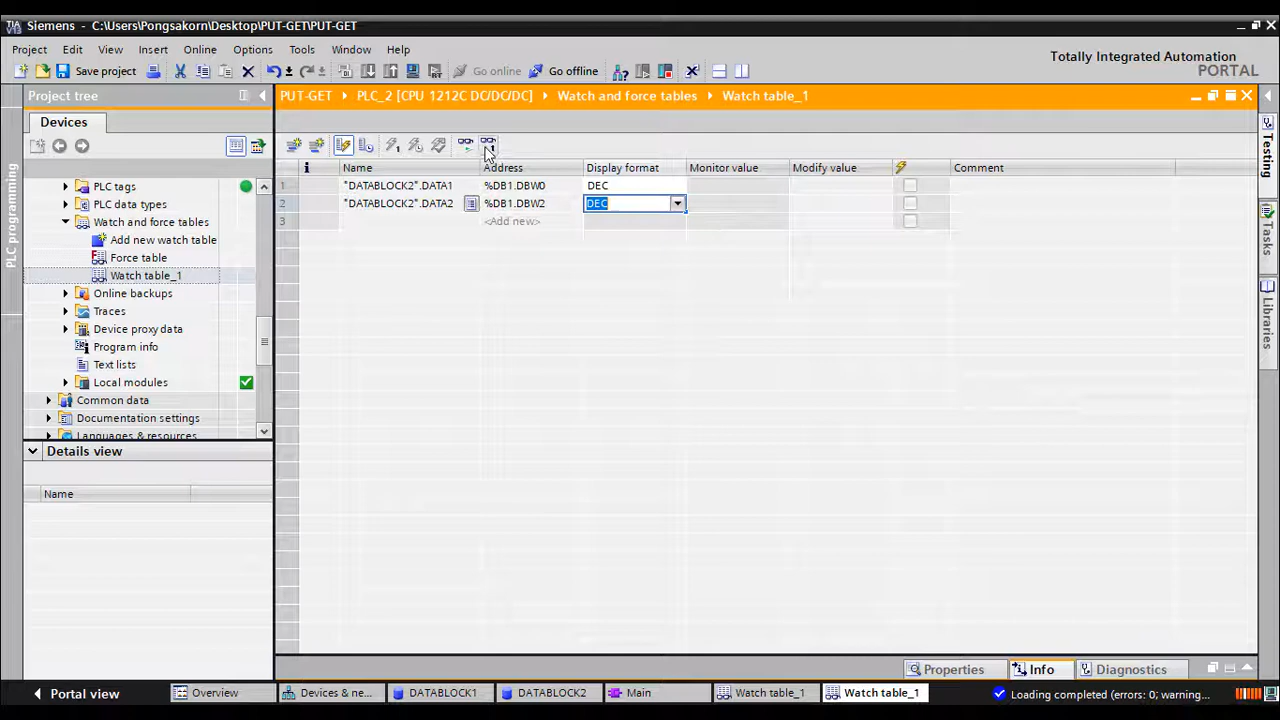 TIA
V13
Siemens - C:\Users\Pongsakorn\Desktop\PUT-GET\PUT-GET
Project Edit View Insert Online Options Tools Window Help
Save project
Go online
Go offline
Totally Integrated Automation
PORTAL
Project tree
PUT-GET
PLC_2 [CPU 1212C DC/DC/DC]
Watch and force tables
Watch table_1
Devices
PLC programming
PLC tags
PLC data types
Watch and force tables
Add new watch table
Force table
Watch table_1
Online backups
Traces
Device proxy data
Program info
Text lists
Local modules
Common data
Documentation settings
Languages & resources
Details view
Name
i Name Address Display format Monitor value Modify value Comment
1 "DATABLOCK2".DATA1 %DB1.DBW0 DEC
2 "DATABLOCK2".DATA2 %DB1.DBW2 DEC
3 <Add new>
Testing
Tasks
Libraries
Properties
Info
Diagnostics
Portal view
Overview
Devices & ne...
DATABLOCK1
DATABLOCK2
Main
Watch table_1
Watch table_1
Loading completed (errors: 0; warning...